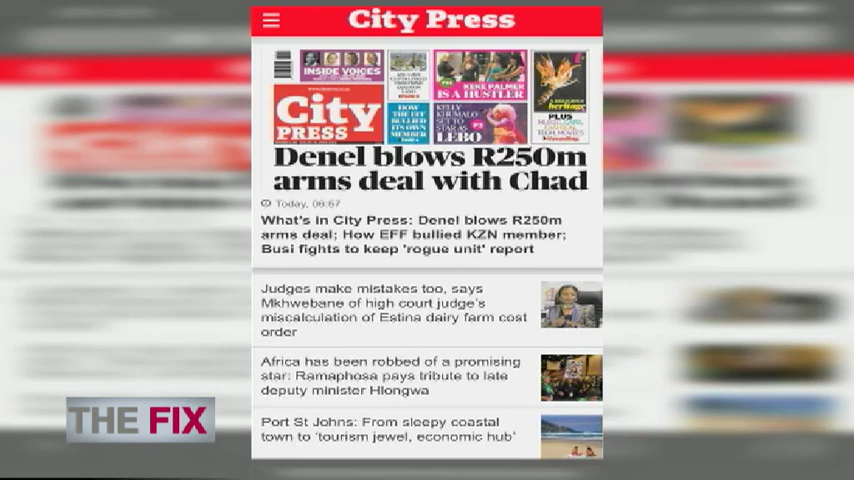 City Press
INSIDE VOICES
KEKE PALMER
IS A HUSTLER
City
PRESS
HOW
THE EFF
BULLIED
ITS OWN
MEMBER
KELLY
KHUMALO
SET TO
STAR AS
LEBO
heritage
PLUS
Denel blows R250m
arms deal with Chad
Today, 06:57
What's in City Press: Denel blows R250m
arms deal; How EFF bullied KZN member;
Busi fights to keep 'rogue unit' report
Judges make mistakes too, says
Mkhwebane of high court judge's
miscalculation of Estina dairy farm cost
order
Africa has been robbed of a promising
star: Ramaphosa pays tribute to late
deputy minister Hlongwa
Port St Johns: From sleepy coastal
town to 'tourism jewel, economic hub'
THE FIX